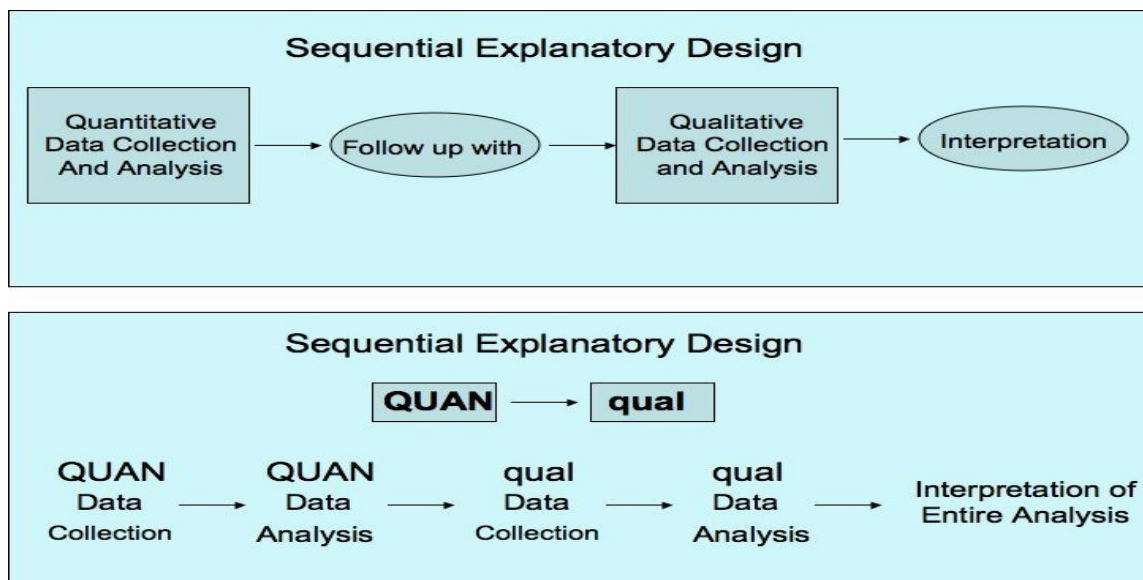 Sequential Explanatory Design
Quantitative
Data Collection
And Analysis
Follow up with
Qualitative
Data Collection
and Analysis
Interpretation
Sequential Explanatory Design
QUAN
qual
QUAN
Data
Collection
QUAN
Data
Analysis
qual
Data
Collection
qual
Data
Analysis
Interpretation of
Entire Analysis